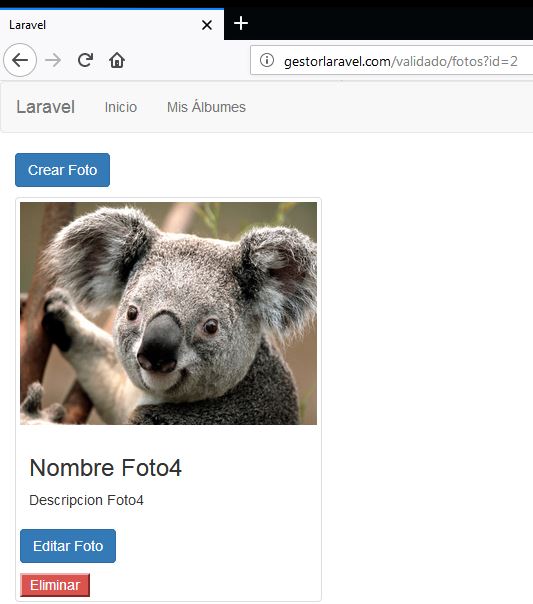 Laravel
gestorlaravel.com/validado/fotos?id=2
Laravel Inicio Mis Álbumes
Crear Foto
Nombre Foto4
Descripcion Foto4
Editar Foto
Eliminar